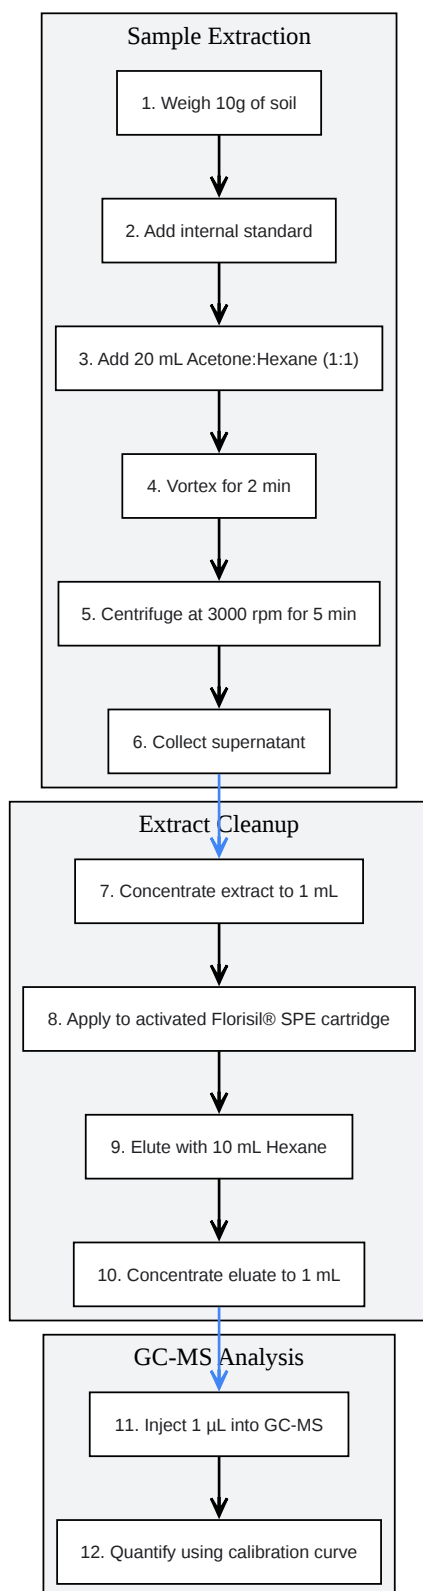 Sample Extraction
1. Weigh 10g of soil
2. Add internal standard
3. Add 20 mL Acetone:Hexane (1:1)
4. Vortex for 2 min
5. Centrifuge at 3000 rpm for 5 min
6. Collect supernatant
Extract Cleanup
7. Concentrate extract to 1 mL
8. Apply to activated Florisil® SPE cartridge
9. Elute with 10 mL Hexane
10. Concentrate eluate to 1 mL
GC-MS Analysis
11. Inject 1 µL into GC-MS
12. Quantify using calibration curve